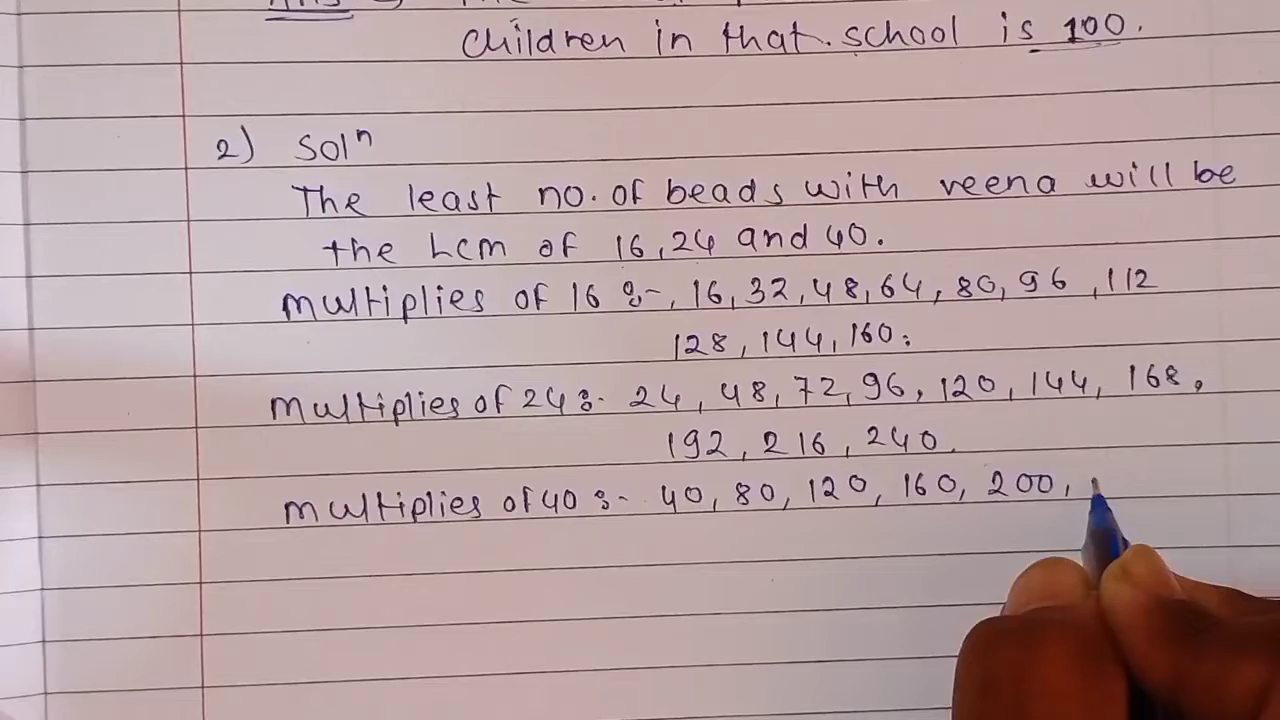 children in that school is 100.
2) Solⁿ
The least no. of beads with veena will be
the Lcm of 16, 24 and 40.
multiplies of 16 :-, 16, 32, 48, 64, 80, 96, 112
128, 144, 160.
multiplies of 24 :- 24, 48, 72, 96, 120, 144, 168,
192, 216, 240.
multiplies of 40 :- 40, 80, 120, 160, 200,